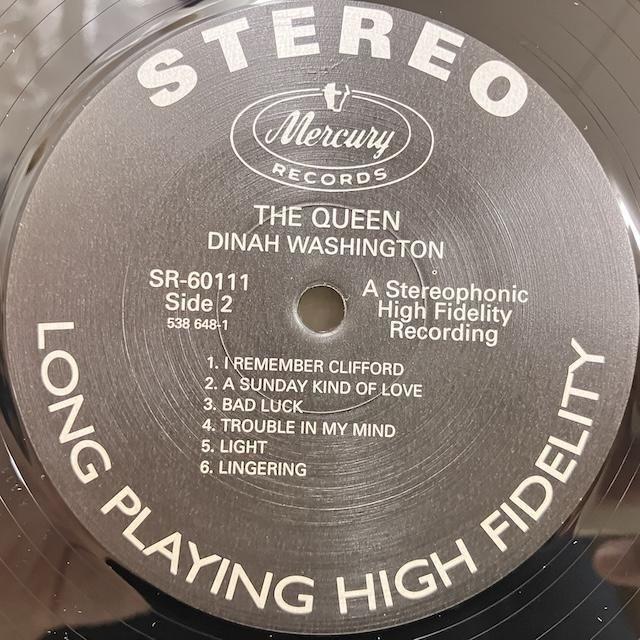 STEREO
Mercury
RECORDS
THE QUEEN
DINAH WASHINGTON
SR-60111
Side 2
538 648-1
A Stereophonic
High Fidelity
Recording
1. I REMEMBER CLIFFORD
2. A SUNDAY KIND OF LOVE
3. BAD LUCK
4. TROUBLE IN MY MIND
5. LIGHT
6. LINGERING
LONG PLAYING HIGH FIDELITY